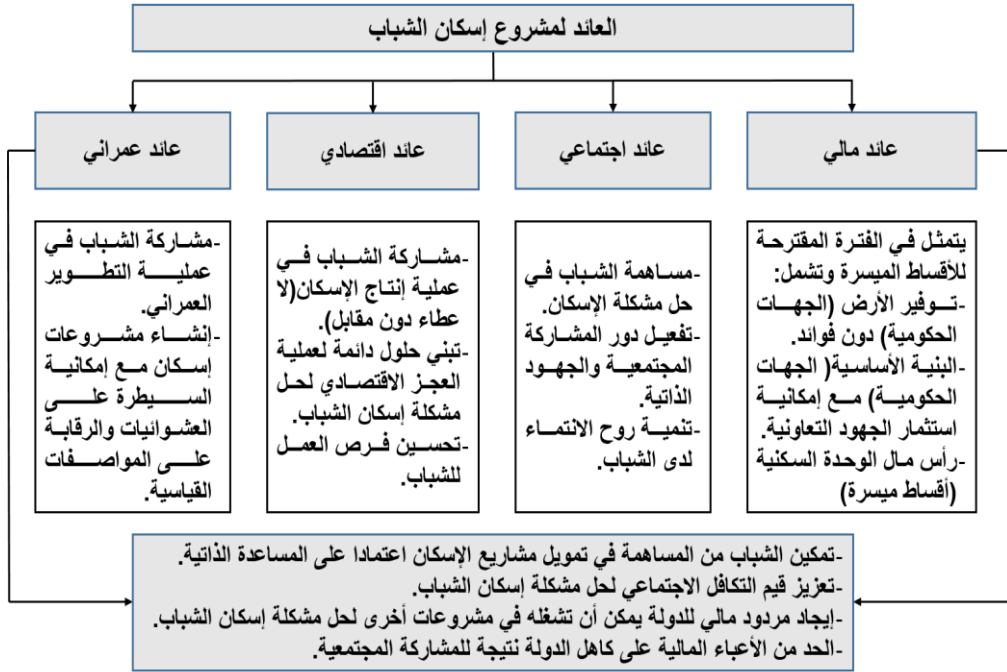 العائد لمشروع إسكان الشباب
عائد مالي
عائد اجتماعي
عائد اقتصادي
عائد عمراني
يتمثل في الفترة المقترحة
للأقساط الميسرة وتشمل:
-توفير الأرض (الجهات
الحكومية) دون فوائد.
-البنية الأساسية( الجهات
الحكومية) مع إمكانية
استثمار الجهود التعاونية.
-رأس مال الوحدة السكنية
(أقساط ميسرة)
-مساهمة الشباب في
حل مشكلة الإسكان.
-تفعيل دور المشاركة
المجتمعية والجهود
الذاتية.
-تنمية روح الانتماء
لدى الشباب.
-مشاركة الشباب في
عملية إنتاج الإسكان(لا
عطاء دون مقابل).
-تبني حلول دائمة لعملية
العجز الاقتصادي لحل
مشكلة إسكان الشباب.
-تحسين فرص العمل
للشباب.
-مشاركة الشباب في
عملية التطوير
العمراني.
-إنشاء مشروعات
إسكان مع إمكانية
السيطرة على
العشوائيات والرقابة
على المواصفات
القياسية.
-تمكين الشباب من المساهمة في تمويل مشاريع الإسكان اعتمادا على المساعدة الذاتية.
-تعزيز قيم التكافل الاجتماعي لحل مشكلة إسكان الشباب.
-إيجاد مردود مالي للدولة يمكن أن تشغله في مشروعات أخرى لحل مشكلة إسكان الشباب.
-الحد من الأعباء المالية على كاهل الدولة نتيجة للمشاركة المجتمعية.